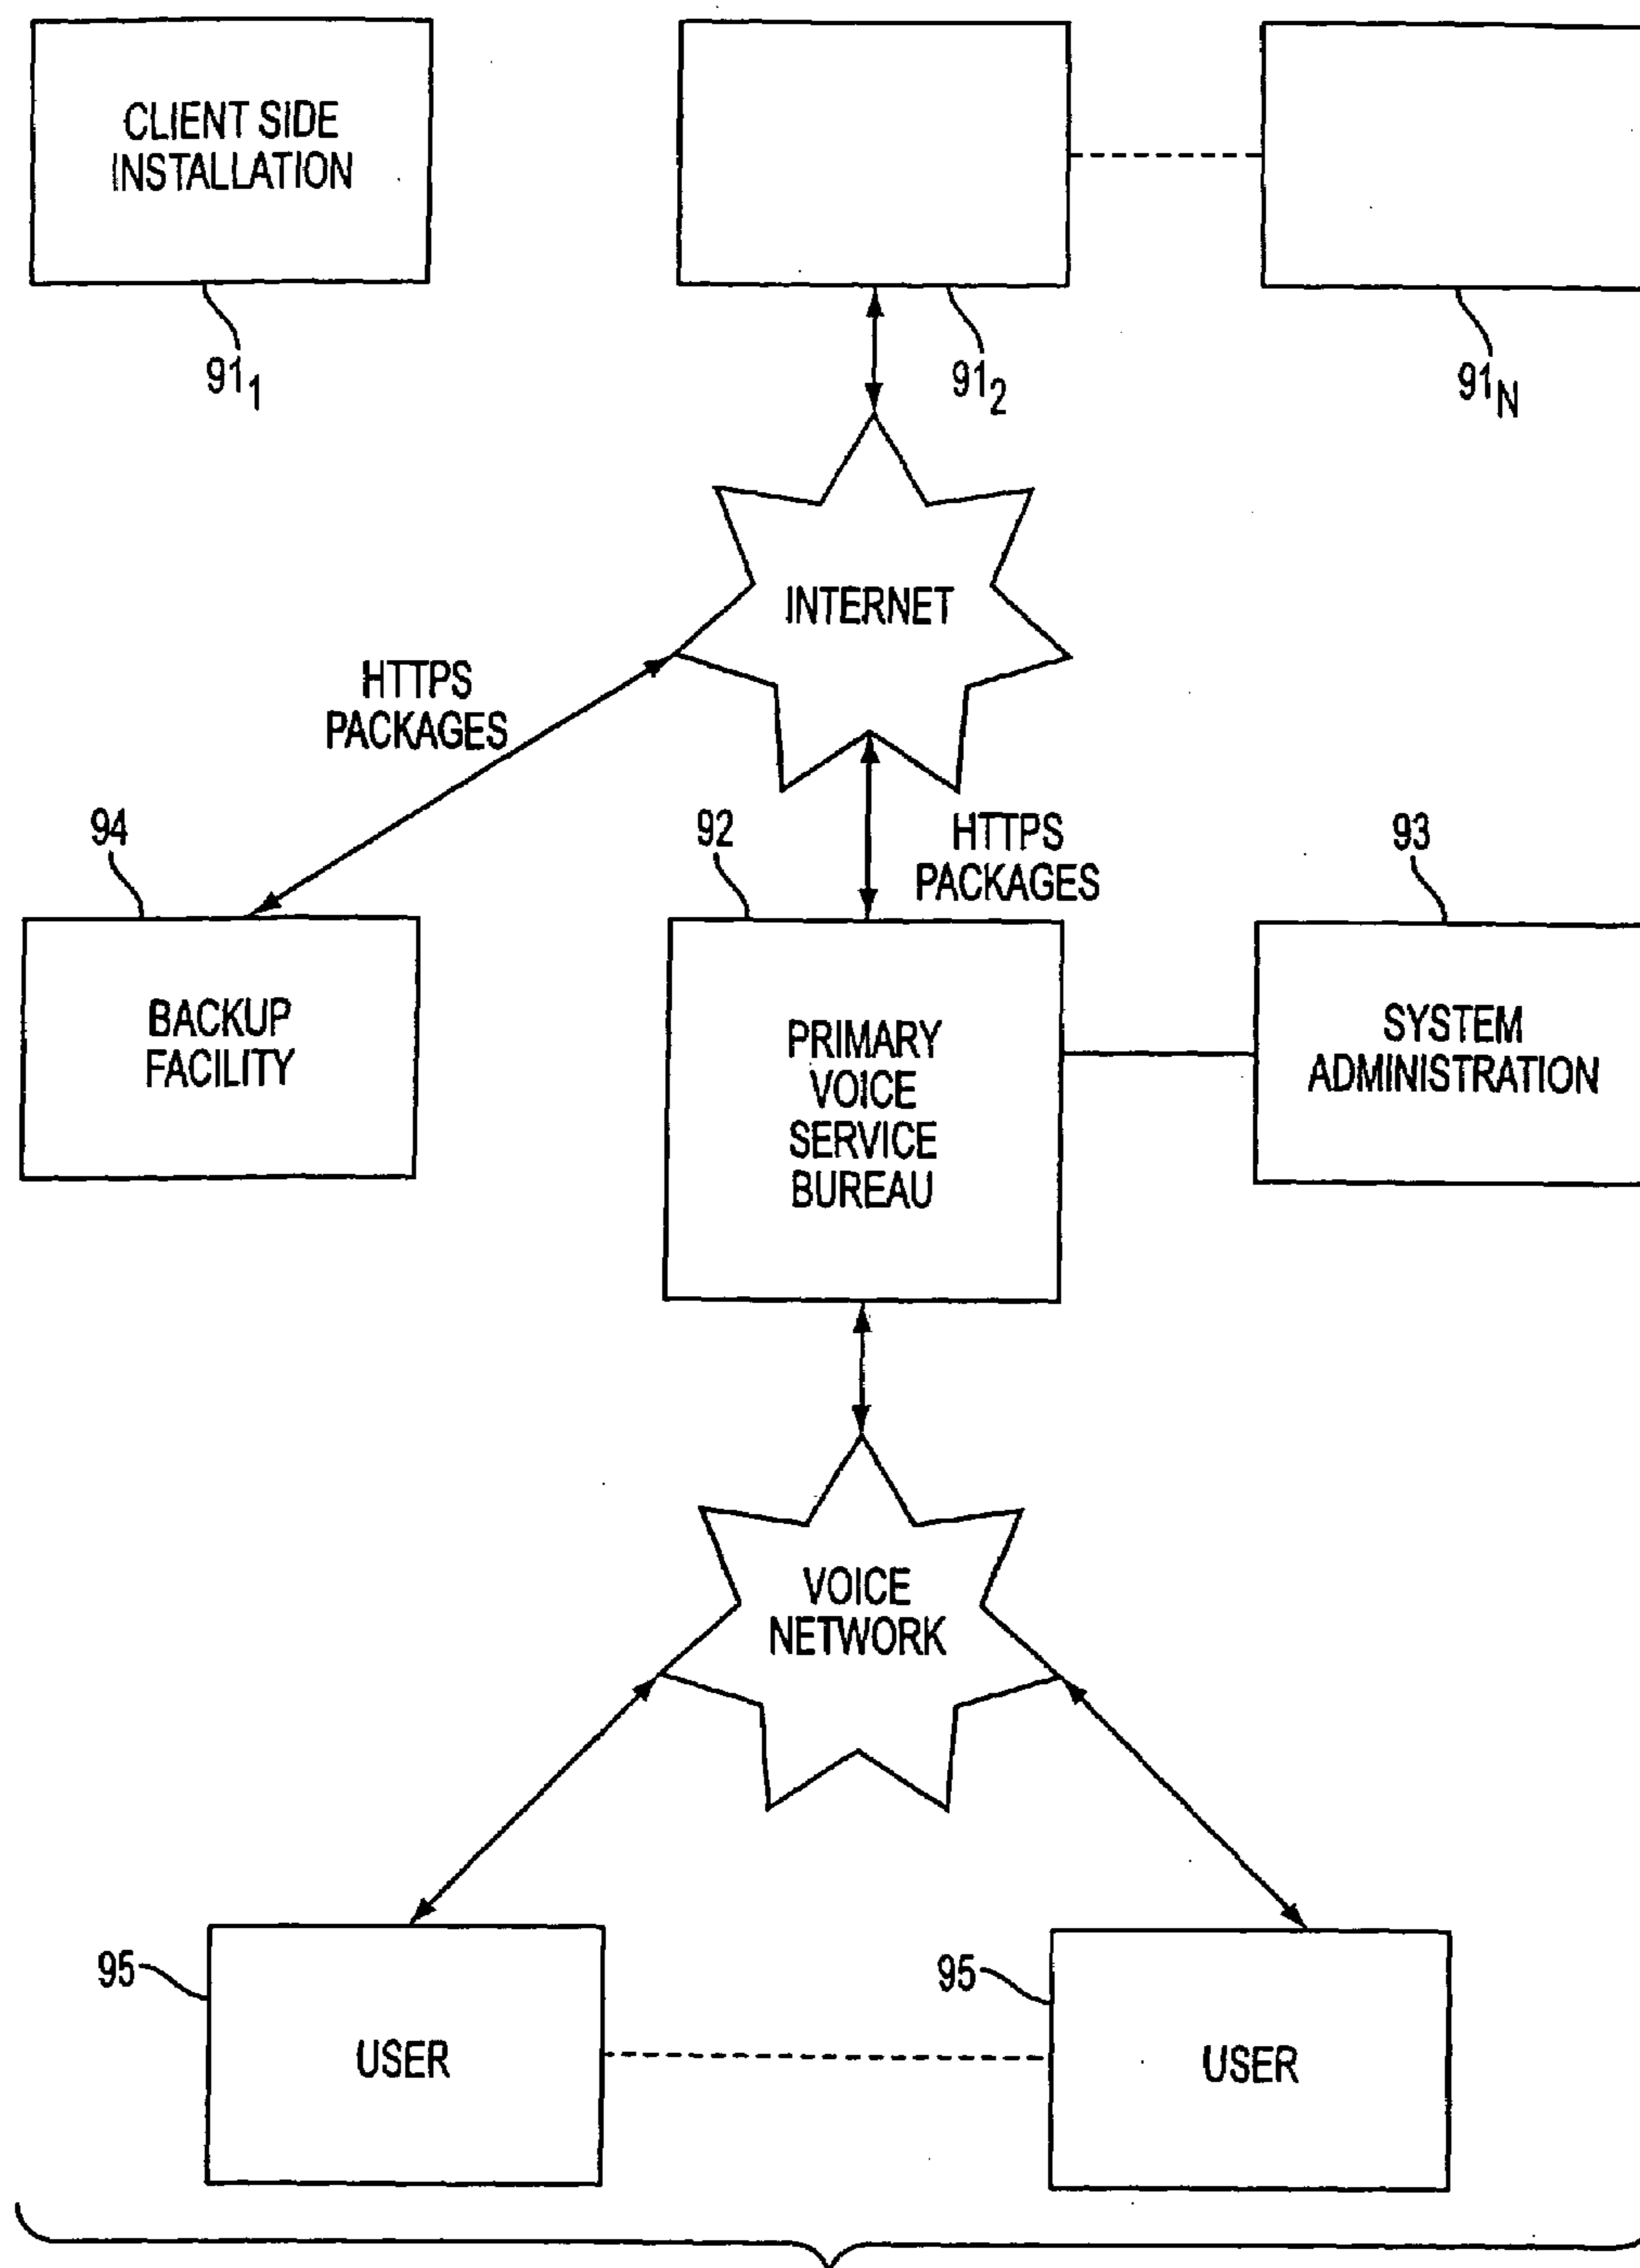 CLIENT SIDE
INSTALLATION
91₁
91₂
91N
INTERNET
HTTPS
PACKAGES
HTTPS
PACKAGES
94
92
93
BACKUP
FACILITY
PRIMARY
VOICE
SERVICE
BUREAU
SYSTEM
ADMINISTRATION
VOICE
NETWORK
95
USER
95
USER